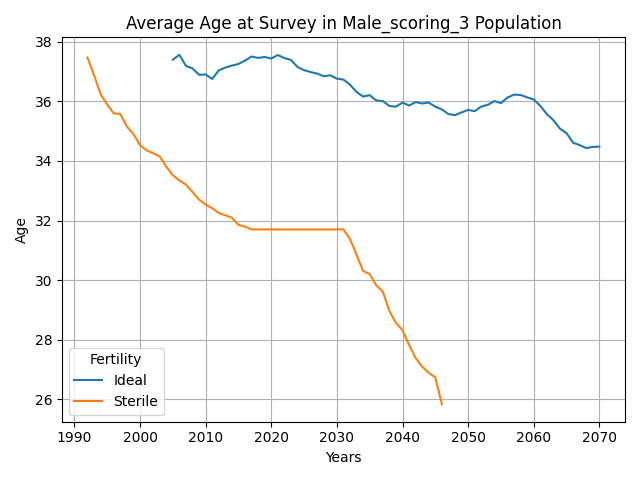 Average Age at Survey in Male_scoring_3 Population
Age
38
36
34
32
30
28
26
Fertility
Ideal
Sterile
1990 2000 2010 2020 2030 2040 2050 2060 2070
Years